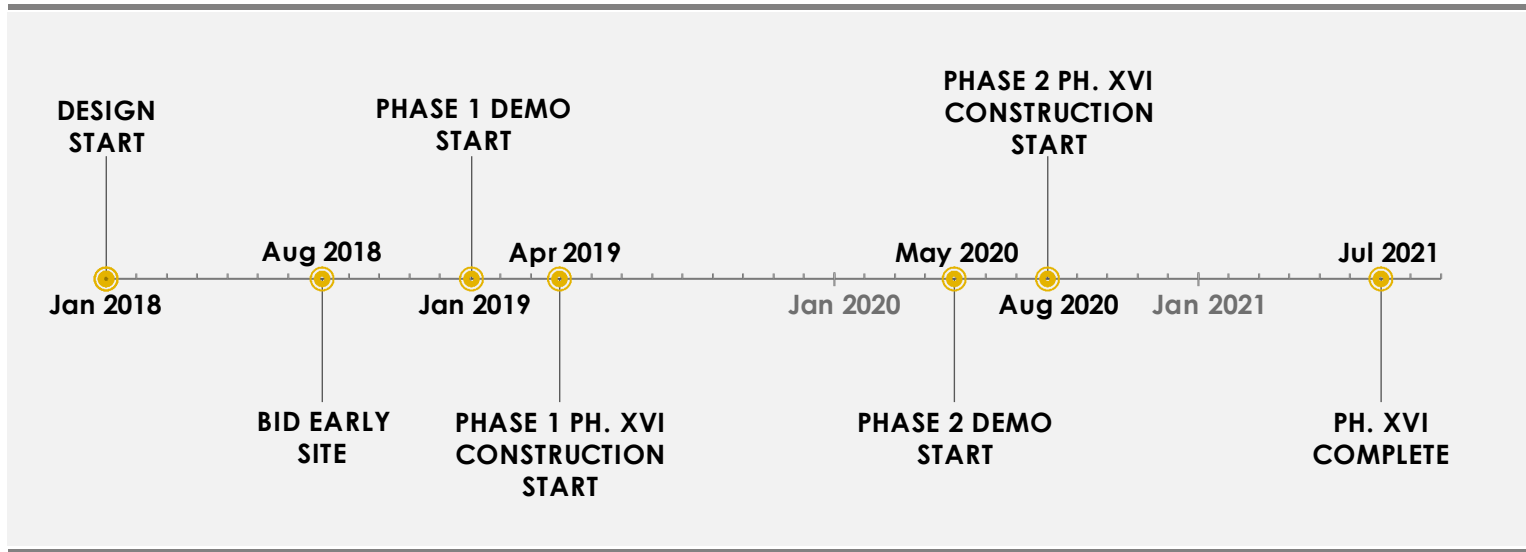 DESIGN
START
PHASE 1 DEMO
START
PHASE 2 PH. XVI
CONSTRUCTION
START
Aug 2018
Apr 2019
May 2020
Jul 2021
Jan 2018
Jan 2019
Jan 2020
Aug 2020
Jan 2021
BID EARLY
SITE
PHASE 1 PH. XVI
CONSTRUCTION
START
PHASE 2 DEMO
START
PH. XVI
COMPLETE